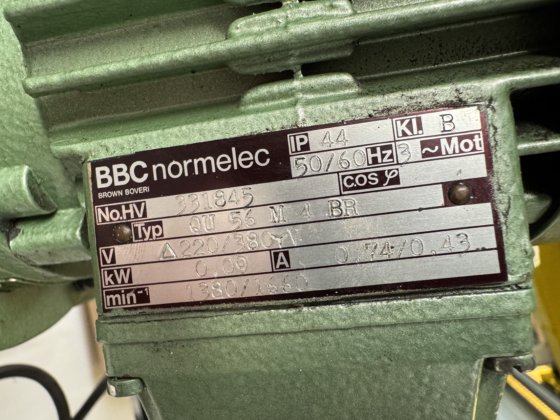 BBC normelec IP 44 Kl. B
BROWN BOVERI 50/60 Hz 3 ~Mot
No.HV 331845 cos φ
Typ QU 56 M 4 BR
V △ 220/380Y
kW 0.09 A 0.74/0.43
min-1 1380/1660